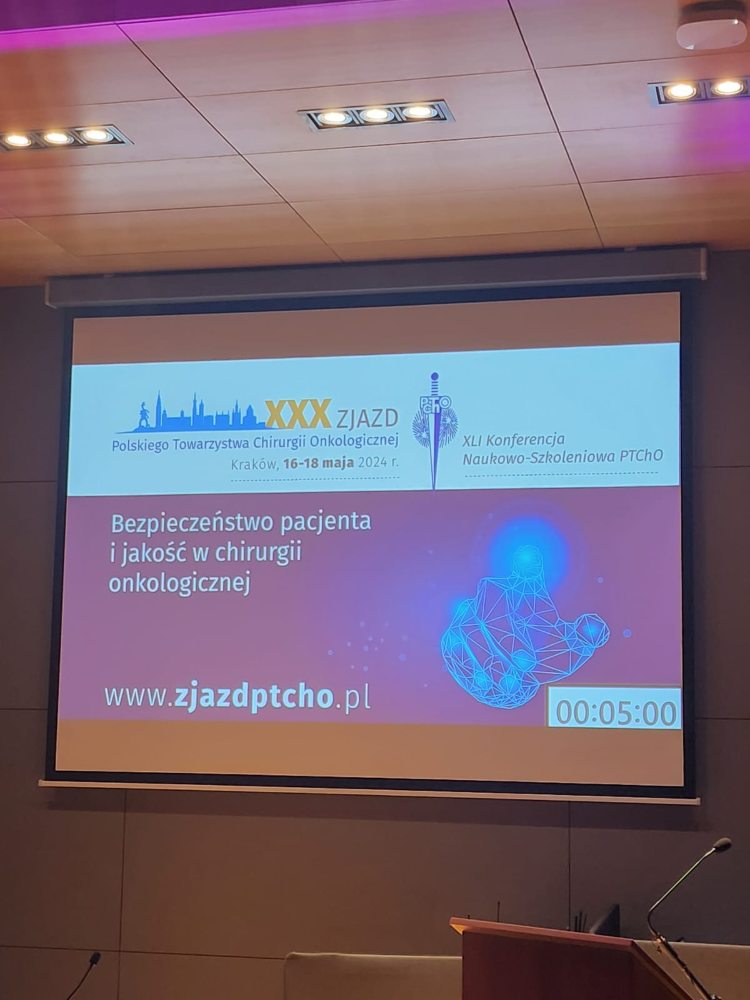 XXX ZJAZD
Polskiego Towarzystwa Chirurgii Onkologicznej
Kraków, 16-18 maja 2024 r.
PTChO
XLI Konferencja
Naukowo-Szkoleniowa PTChO
Bezpieczeństwo pacjenta
i jakość w chirurgii
onkologicznej
www.zjazdptcho.pl
00:05:00